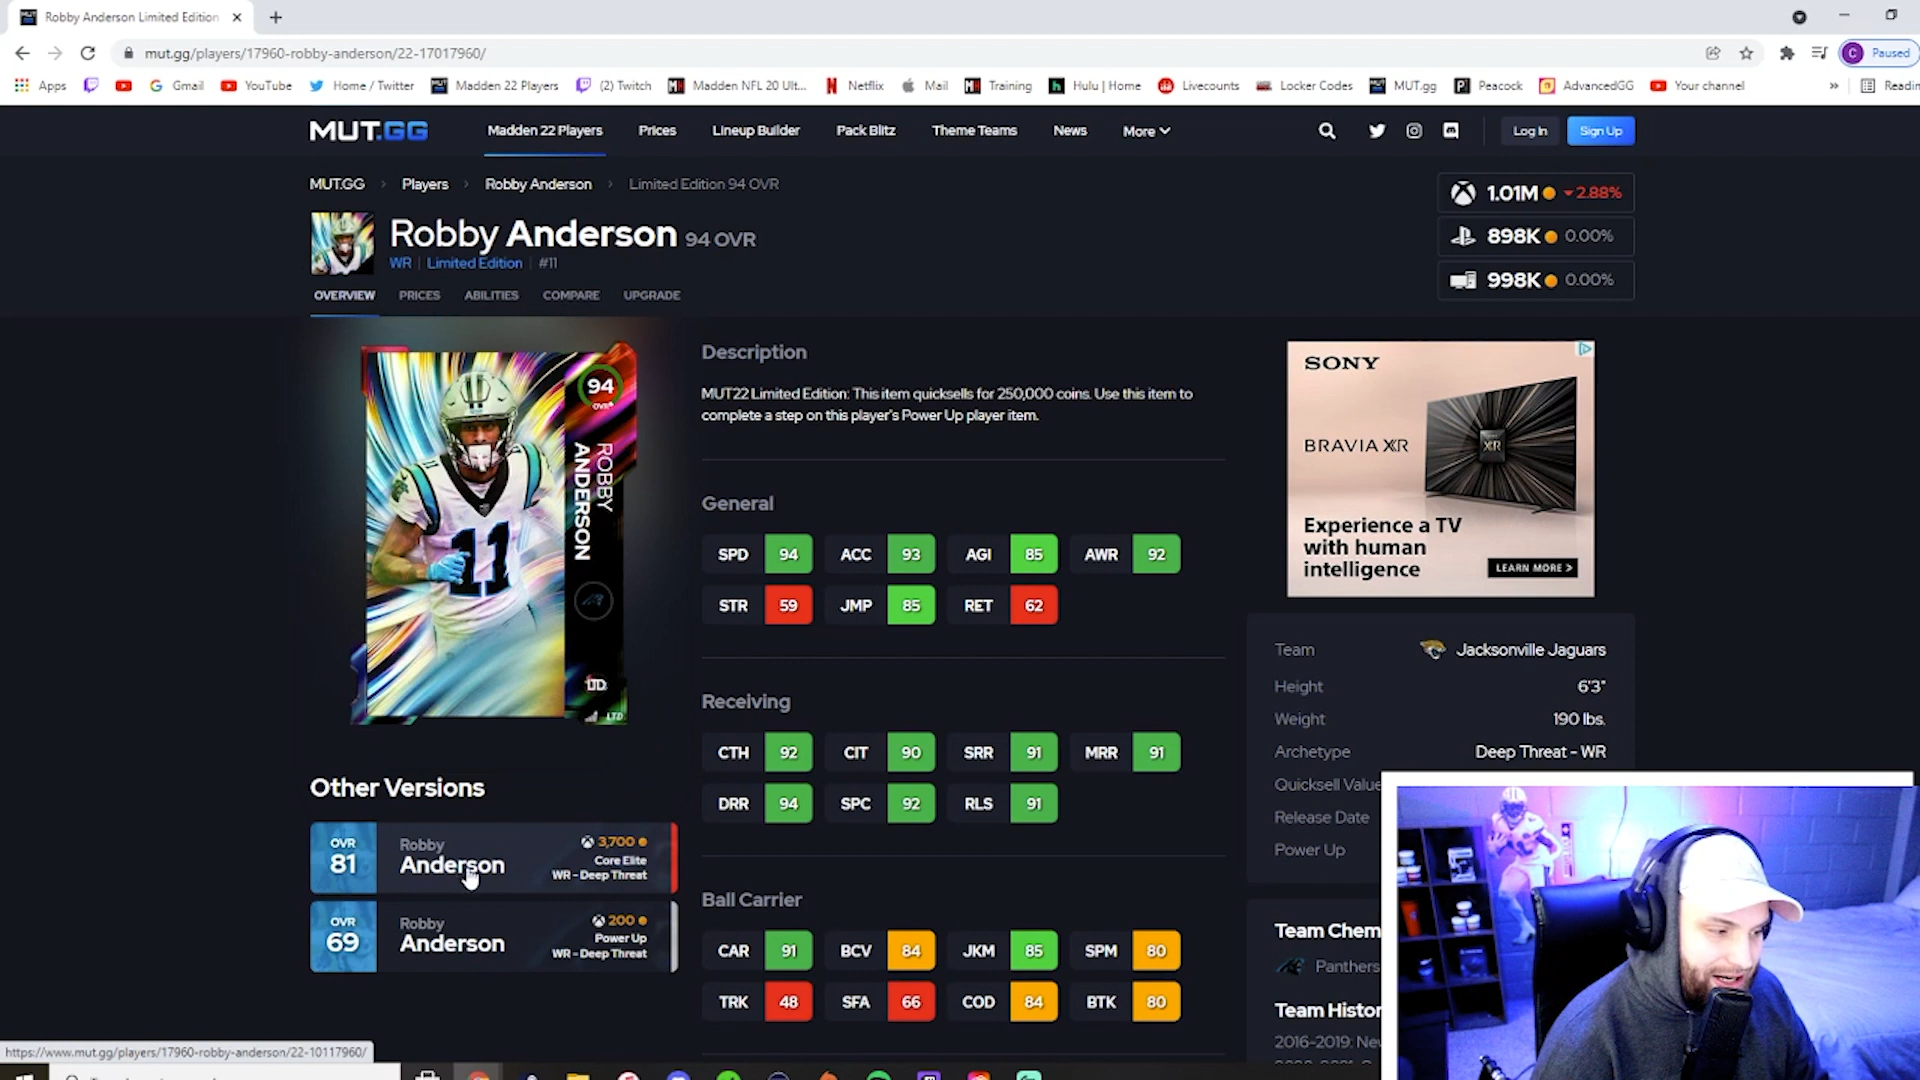 Robby Anderson Limited Edition
mut.gg/players/17960-robby-anderson/22-17017960/
Paused
Apps
Gmail
YouTube
Home / Twitter
Madden 22 Players
(2) Twitch
Madden NFL 20 Ult...
Netflix
Mail
Training
Hulu | Home
Livecounts
Locker Codes
MUT.gg
Peacock
AdvancedGG
Your channel
»
MUT.GG
Madden 22 Players
Prices
Lineup Builder
Pack Blitz
Theme Teams
News
More
Log In
Sign Up
MUT.GG > Players > Robby Anderson > Limited Edition 94 OVR
Robby Anderson 94 OVR
WR | Limited Edition | #11
1.01M 2.88%
898K 0.00%
998K 0.00%
OVERVIEW PRICES ABILITIES COMPARE UPGRADE
94
OVR
ROBBY
ANDERSON
11
LTD
LTD
Description
MUT22 Limited Edition: This item quicksells for 250,000 coins. Use this item to
complete a step on this player's Power Up player item.
General
SPD 94 ACC 93 AGI 85 AWR 92
STR 59 JMP 85 RET 62
Receiving
CTH 92 CIT 90 SRR 91 MRR 91
DRR 94 SPC 92 RLS 91
Ball Carrier
CAR 91 BCV 84 JKM 85 SPM 80
TRK 48 SFA 66 COD 84 BTK 80
Other Versions
OVR
81
Robby
Anderson
3,700
Core Elite
WR - Deep Threat
OVR
69
Robby
Anderson
200
Power Up
WR - Deep Threat
SONY
BRAVIA XR
XR
Experience a TV
with human
intelligence
LEARN MORE >
Team Jacksonville Jaguars
Height 6'3"
Weight 190 lbs.
Archetype Deep Threat - WR
Quicksell Value
Release Date
Power Up
Team Chem
Panthers
Team Histor
2016-2019:
https://www.mut.gg/players/17960-robby-anderson/22-10117960/